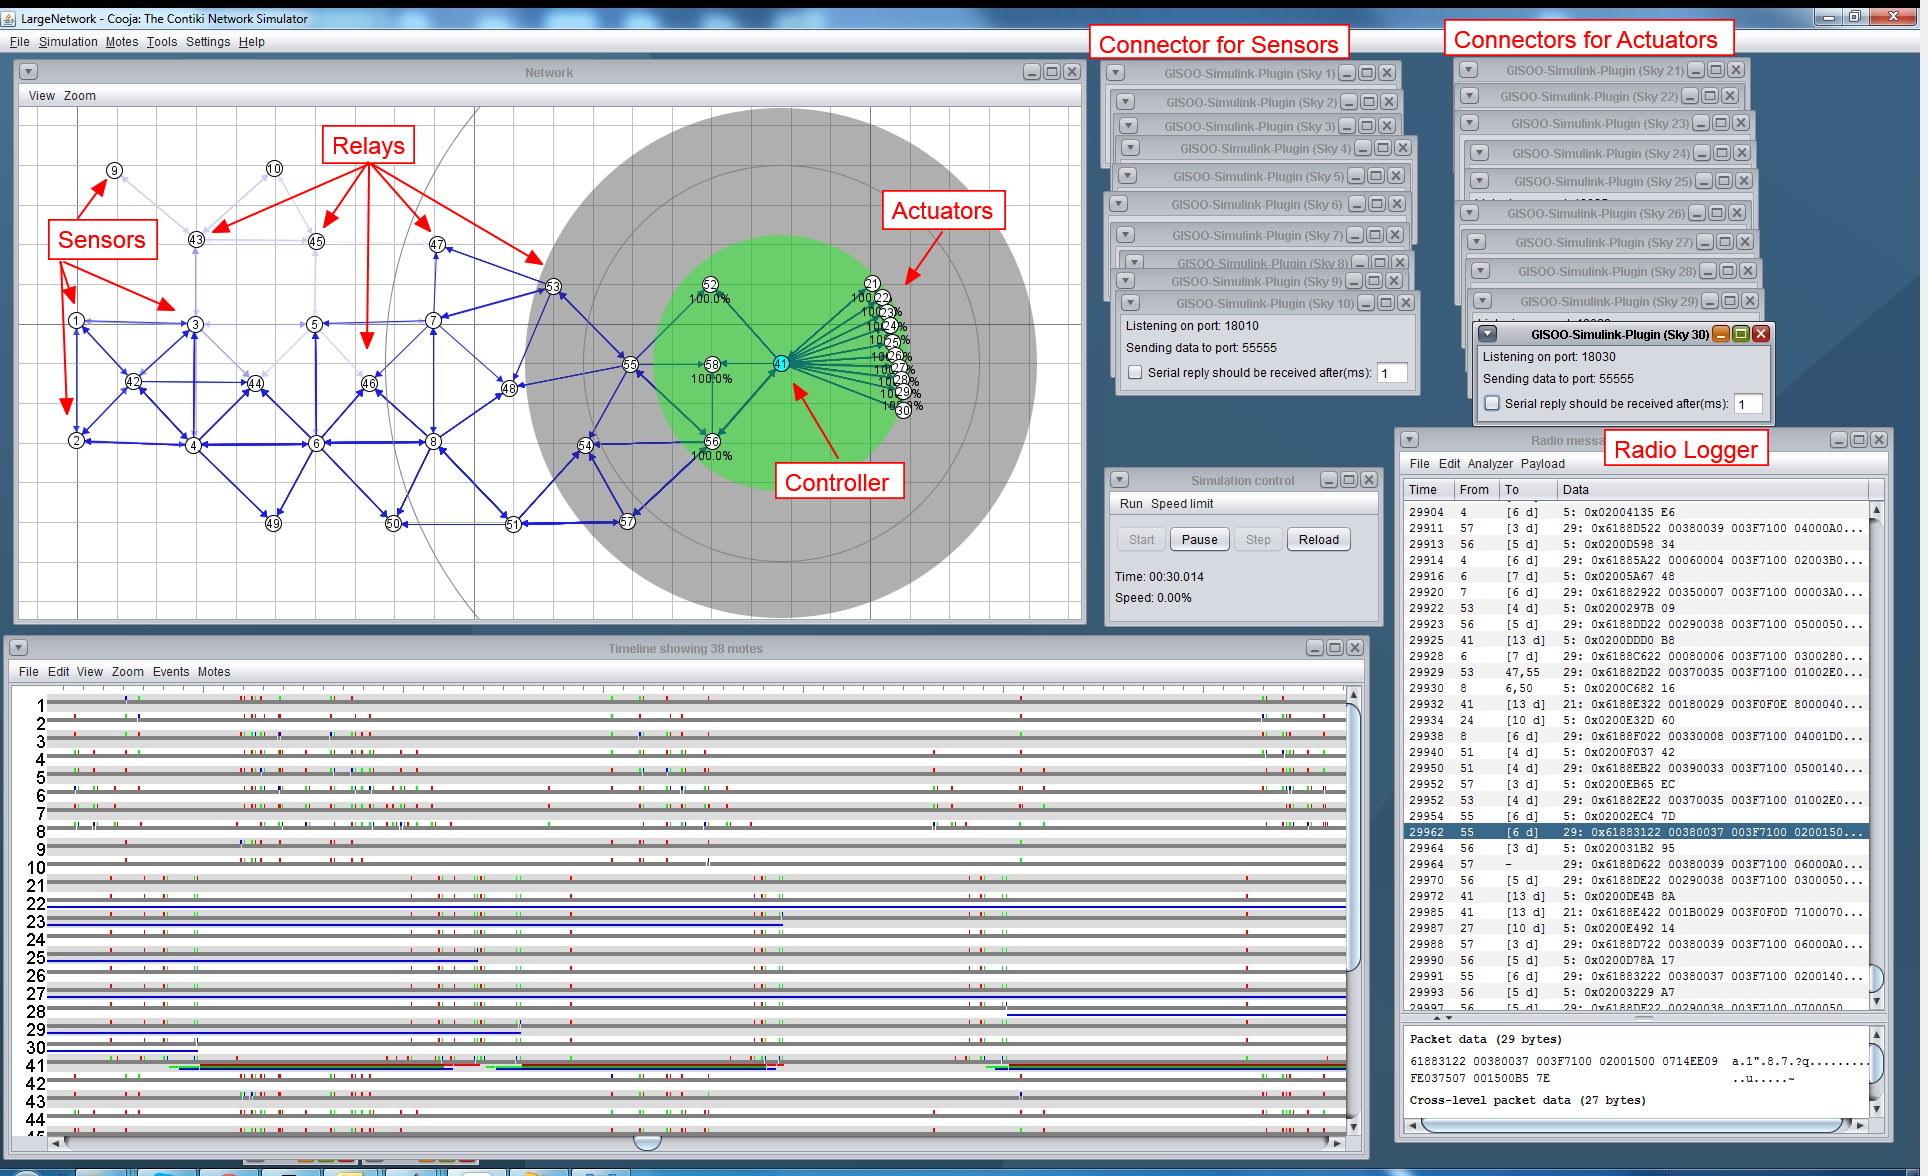 LargeNetwork - Cooja: The Contiki Network Simulator
File Simulation Motes Tools Settings Help
Connector for Sensors
Connectors for Actuators
Network
View Zoom
Relays
Sensors
Actuators
Controller
9
10
43
45
47
53
52
100.0%
21
22
23
24
25
26
27
28
29
30
1
3
5
7
55
58
100.0%
41
42
44
46
48
2
4
6
8
54
56
100.0%
49
50
51
57
GISOO-Simulink-Plugin (Sky 1)
GISOO-Simulink-Plugin (Sky 2)
GISOO-Simulink-Plugin (Sky 3)
GISOO-Simulink-Plugin (Sky 4)
GISOO-Simulink-Plugin (Sky 5)
GISOO-Simulink-Plugin (Sky 6)
GISOO-Simulink-Plugin (Sky 7)
GISOO-Simulink-Plugin (Sky 8)
GISOO-Simulink-Plugin (Sky 9)
GISOO-Simulink-Plugin (Sky 10)
Listening on port: 18010
Sending data to port: 55555
Serial reply should be received after(ms): 1
GISOO-Simulink-Plugin (Sky 21)
GISOO-Simulink-Plugin (Sky 22)
GISOO-Simulink-Plugin (Sky 23)
GISOO-Simulink-Plugin (Sky 24)
GISOO-Simulink-Plugin (Sky 25)
GISOO-Simulink-Plugin (Sky 26)
GISOO-Simulink-Plugin (Sky 27)
GISOO-Simulink-Plugin (Sky 28)
GISOO-Simulink-Plugin (Sky 29)
GISOO-Simulink-Plugin (Sky 30)
Listening on port: 18030
Sending data to port: 55555
Serial reply should be received after(ms): 1
Simulation control
Run Speed limit
Start Pause Step Reload
Time: 00:30.014
Speed: 0.00%
Radio Logger
File Edit Analyzer Payload
Time From To Data
29904 4 [6 d] 5: 0x02004135 E6
29911 57 [3 d] 29: 0x6188D522 00380039 003F7100 04000A0...
29913 56 [5 d] 5: 0x0200D598 34
29914 4 [6 d] 29: 0x61885A22 00060004 003F7100 02003B0...
29916 6 [7 d] 5: 0x02005A67 48
29920 7 [6 d] 29: 0x61882922 00350007 003F7100 00003A0...
29922 53 [4 d] 5: 0x0200297B 09
29923 56 [5 d] 29: 0x6188DD22 00290038 003F7100 0500050...
29925 41 [13 d] 5: 0x0200DDD0 B8
29928 6 [7 d] 29: 0x6188C622 00080006 003F7100 0300280...
29929 53 47,55 29: 0x61882D22 00370035 003F7100 01002E0...
29930 8 6,50 5: 0x0200C682 16
29932 41 [13 d] 21: 0x6188E322 00180029 003F0F0E 8000040...
29934 24 [10 d] 5: 0x0200E32D 60
29938 8 [6 d] 29: 0x6188F022 00330008 003F7100 04001D0...
29940 51 [4 d] 5: 0x0200F037 42
29950 51 [4 d] 29: 0x6188EB22 00390033 003F7100 0500140...
29952 57 [3 d] 5: 0x0200EB65 EC
29952 53 [4 d] 29: 0x61882E22 00370035 003F7100 01002E0...
29954 55 [6 d] 5: 0x02002EC4 7D
29962 55 [6 d] 29: 0x61883122 00380037 003F7100 0200150...
29964 56 [3 d] 5: 0x020031B2 95
29964 57 - 29: 0x6188D622 00380039 003F7100 06000A0...
29970 56 [5 d] 29: 0x6188DE22 00290038 003F7100 0300050...
29972 41 [13 d] 5: 0x0200DE4B 8A
29985 41 [13 d] 21: 0x6188E422 001B0029 003F0F0D 7100070...
29987 27 [10 d] 5: 0x0200E492 14
29988 57 [3 d] 29: 0x6188D722 00380039 003F7100 06000A0...
29990 56 [5 d] 5: 0x0200D78A 17
29991 55 [6 d] 29: 0x61883222 00380037 003F7100 0200140...
29993 56 [5 d] 5: 0x02003229 A7
29997 56 [5 d] 29: 0x6188DF22 00290038 003F7100 0700050...
Packet data (29 bytes)
61883122 00380037 003F7100 02001500 0714EE09 a.1".8.7.?q.........
FE037507 001500B5 7E ..u.....~
Cross-level packet data (27 bytes)
Timeline showing 38 motes
File Edit View Zoom Events Motes
1
2
3
4
5
6
7
8
9
10
21
22
23
24
25
26
27
28
29
30
41
42
43
44